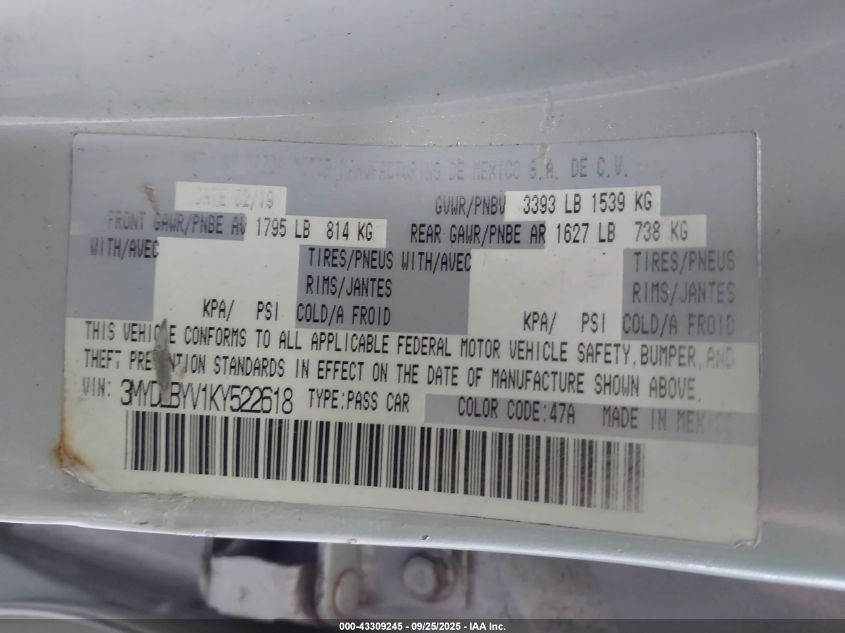 MANUFACTURING DE MEXICO S.A. DE C.V.
DATE 02/19 GVWR/PNBV 3393 LB 1539 KG
FRONT GAWR/PNBE AV 1795 LB 814 KG REAR GAWR/PNBE AR 1627 LB 738 KG
WITH/AVEC TIRES/PNEUS WITH/AVEC TIRES/PNEUS
RIMS/JANTES RIMS/JANTES
KPA/ PSI COLD/A FROID KPA/ PSI COLD/A FROID
THIS VEHICLE CONFORMS TO ALL APPLICABLE FEDERAL MOTOR VEHICLE SAFETY, BUMPER, AND
THEFT PREVENTION STANDARDS IN EFFECT ON THE DATE OF MANUFACTURE SHOWN ABOVE.
VIN: 3MYDLBYV1KY522618 TYPE:PASS CAR COLOR CODE:47A MADE IN MEXICO
000-43309245 - 09/25/2025 - IAA Inc.